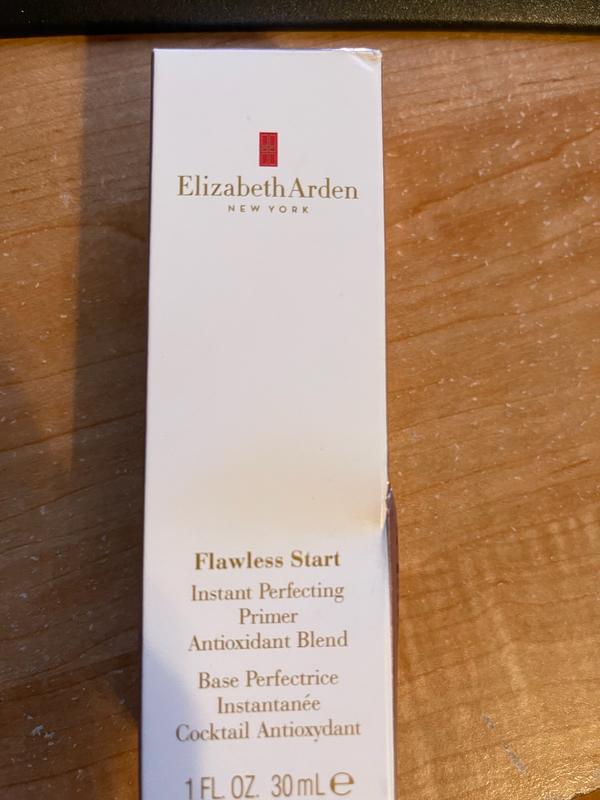 Elizabeth Arden
NEW YORK
Flawless Start
Instant Perfecting
Primer
Antioxidant Blend
Base Perfectrice
Instantanée
Cocktail Antioxydant
1 FL. OZ. 30 mL ℮